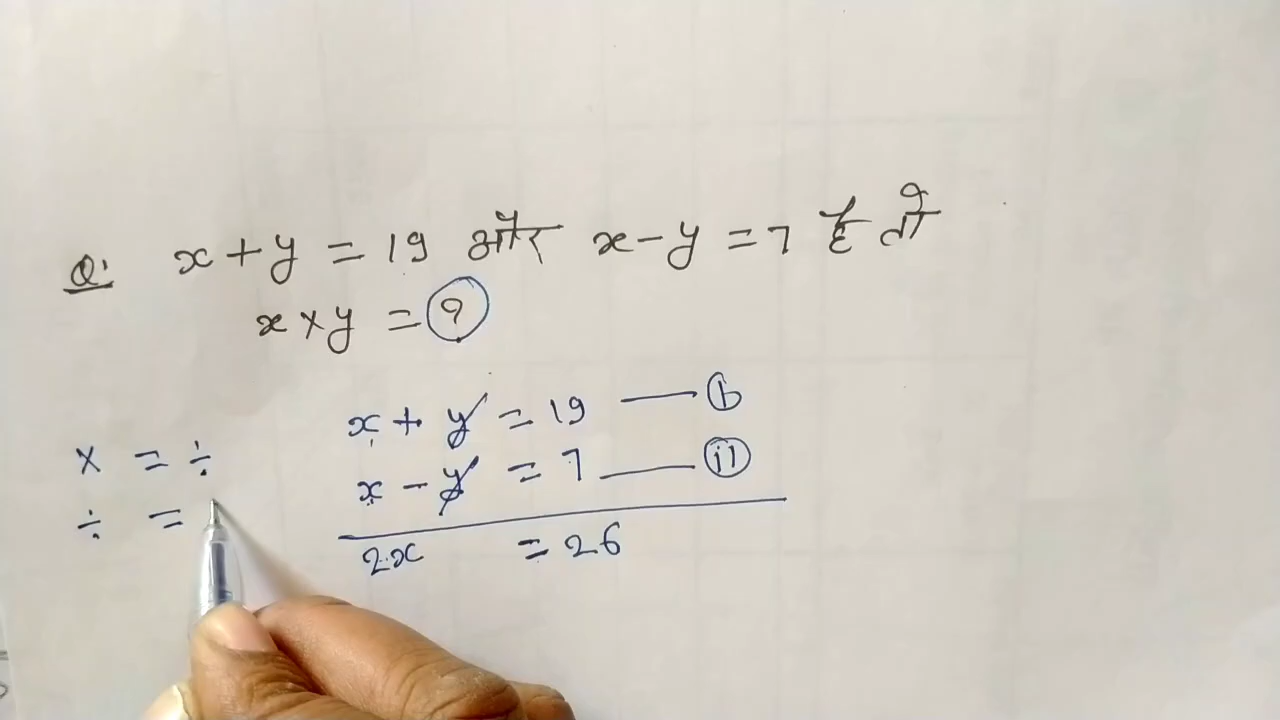 Q. x + y = 19 और x - y = 7 है तो
x × y = ?
x + y = 19 —— (i)
x - y = 7 —— (ii)
2x = 26
× = ÷
÷ =